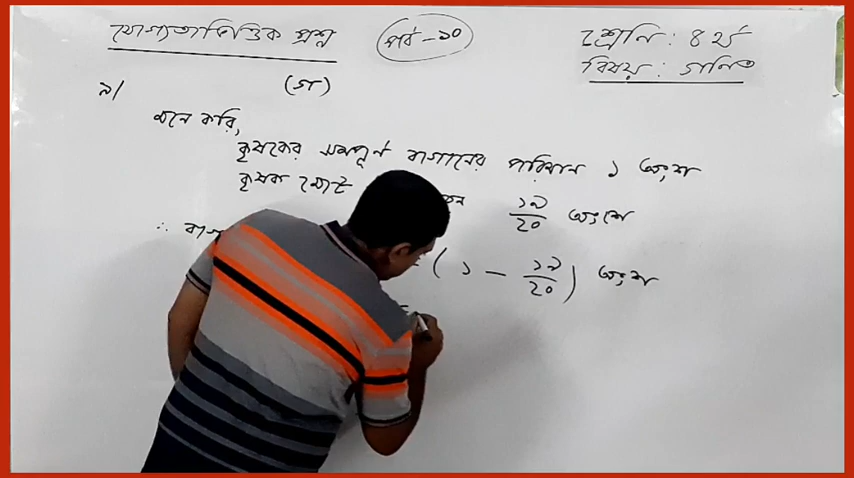 যোগ্যতাভিত্তিক প্রশ্ন
পর্ব - ১০
শ্রেণি : ৪র্থ
বিষয় : গণিত
৯/ (গ)
মনে করি,
কৃষকের সম্পূর্ণ বাগানের পরিমান ১ অংশ
কৃষক মোট ১৯/২০ অংশে
∴ ( ১ - ১৯/২০ ) অংশ
=